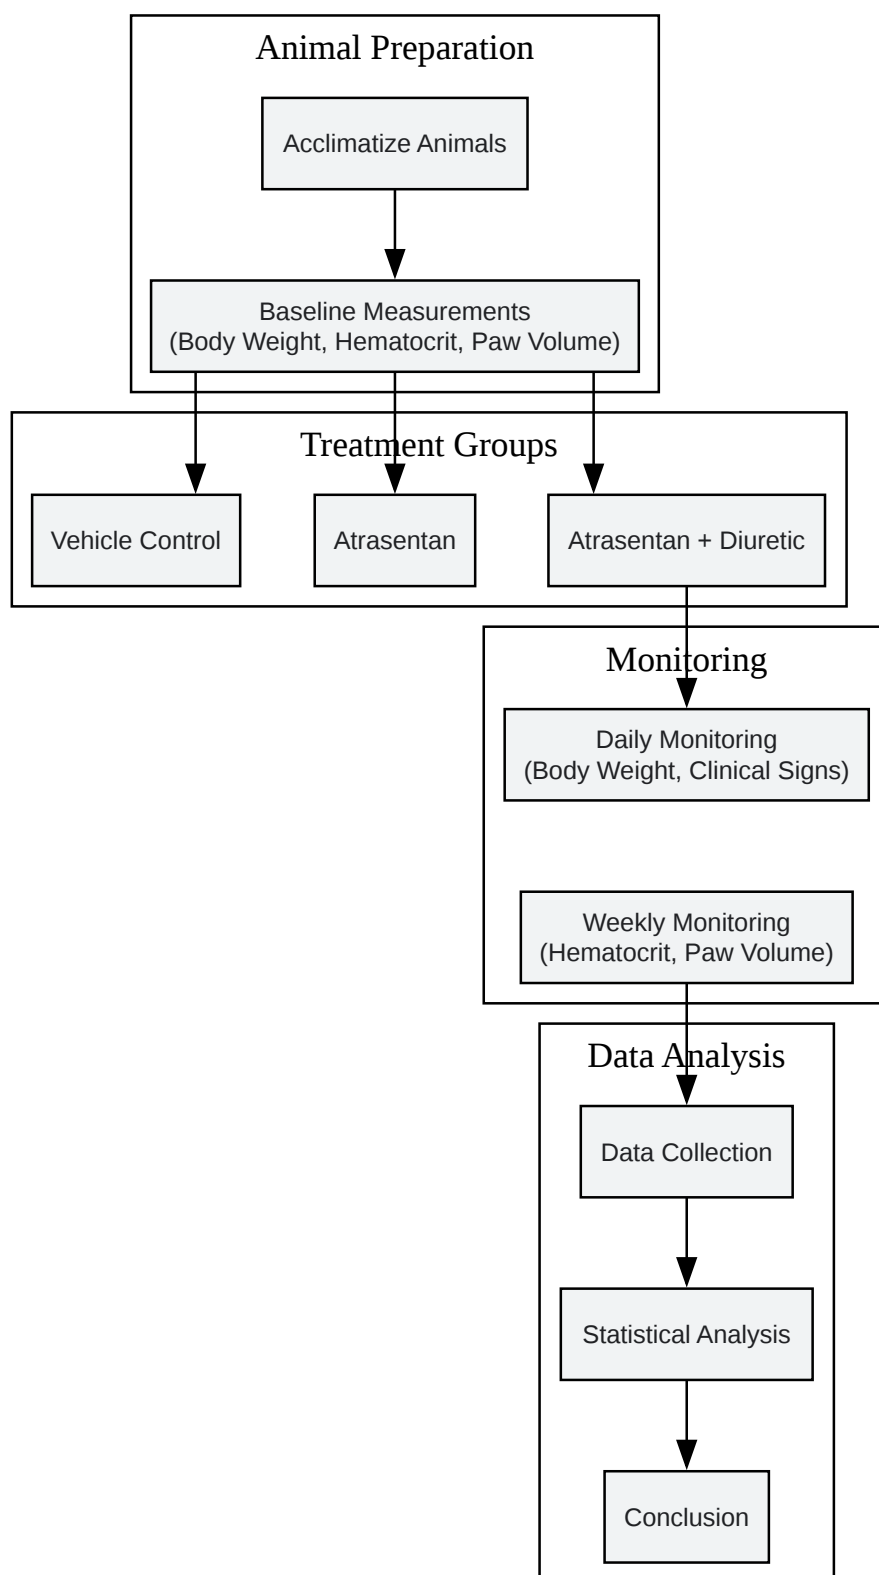 Animal Preparation
Acclimatize Animals
Baseline Measurements
(Body Weight, Hematocrit, Paw Volume)
Treatment Groups
Vehicle Control
Atrasentan
Atrasentan + Diuretic
Monitoring
Daily Monitoring
(Body Weight, Clinical Signs)
Weekly Monitoring
(Hematocrit, Paw Volume)
Data Analysis
Data Collection
Statistical Analysis
Conclusion